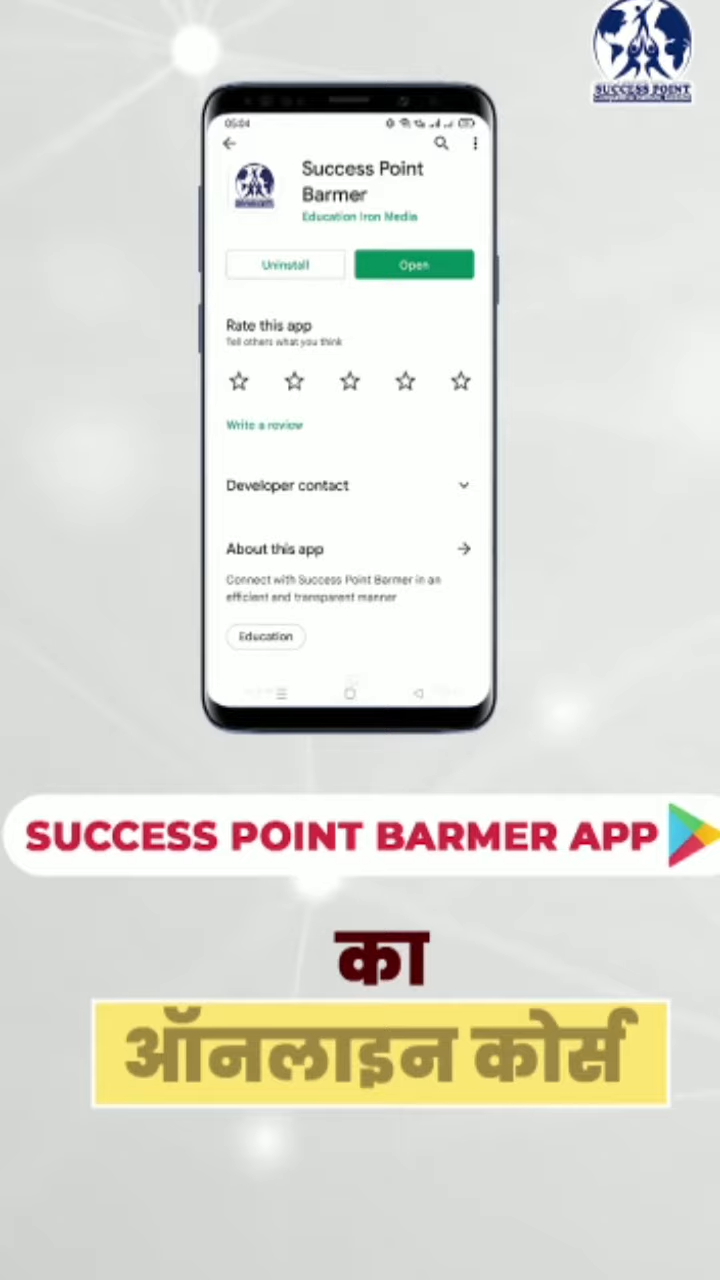 SUCCESS POINT
05:04
Success Point
Barmer
Education Iron Media
Uninstall
Open
Rate this app
Tell others what you think
Write a review
Developer contact
About this app
Connect with Success Point Barmer in an
efficient and transparent manner
Education
SUCCESS POINT BARMER APP
का
ऑनलाइन कोर्स